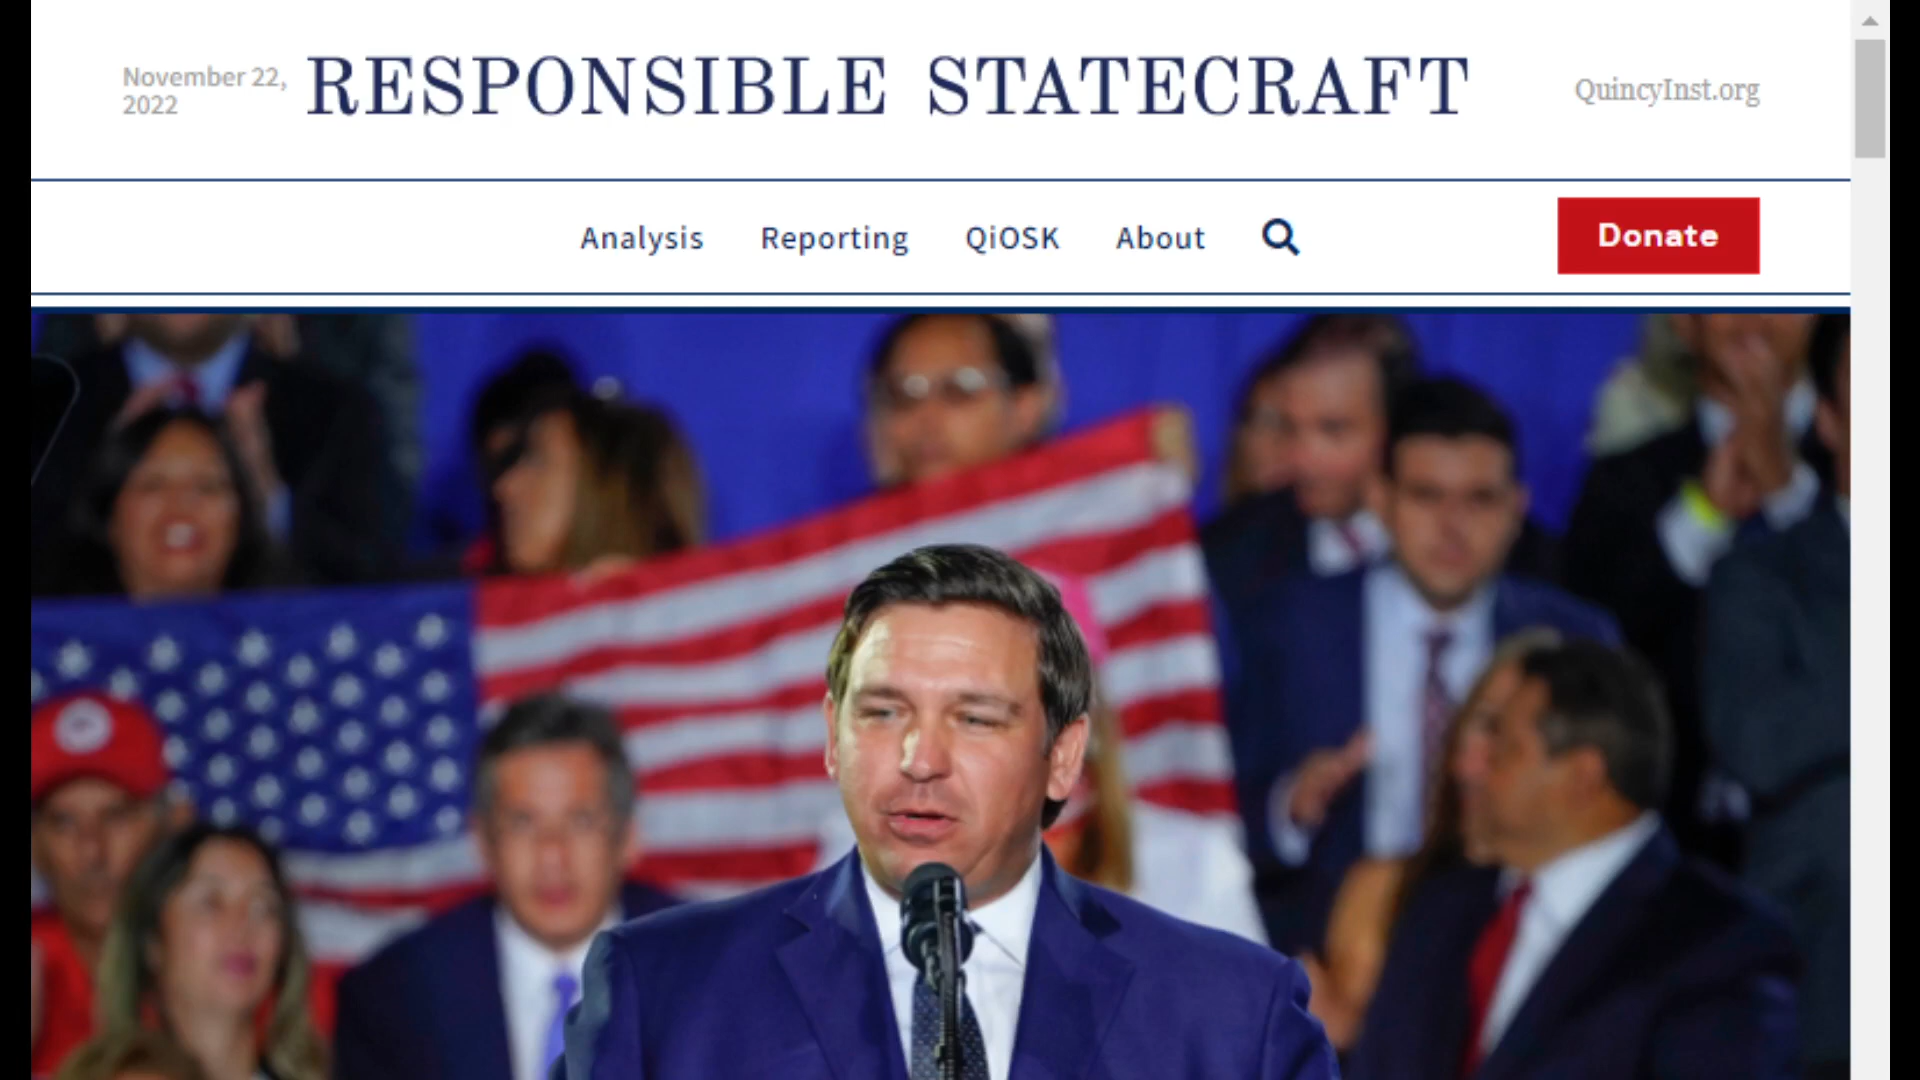 November 22,
2022
RESPONSIBLE STATECRAFT
QuincyInst.org
Analysis Reporting QiOSK About
Donate